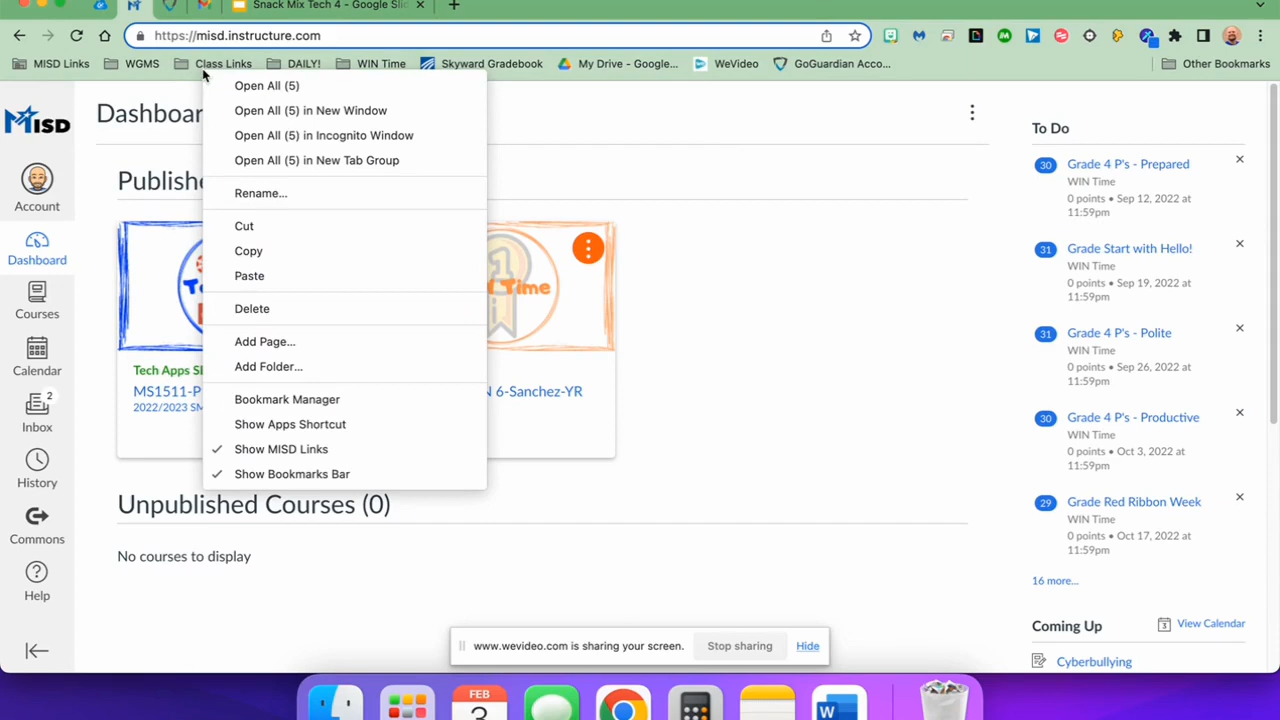 Snack Mix Tech 4 - Google Slid
https://misd.instructure.com
MISD Links
WGMS
Class Links
DAILY!
WIN Time
Skyward Gradebook
My Drive - Google...
WeVideo
GoGuardian Acco...
Other Bookmarks
MISD
Account
Dashboard
Courses
Calendar
2
Inbox
History
Commons
Help
Dashboar
Publishe
Open All (5)
Open All (5) in New Window
Open All (5) in Incognito Window
Open All (5) in New Tab Group
Rename...
Cut
Copy
Paste
Delete
Add Page...
Add Folder...
Bookmark Manager
Show Apps Shortcut
Show MISD Links
Show Bookmarks Bar
Tech Apps S
MS1511-P
2022/2023 SM
Time
N 6-Sanchez-YR
Unpublished Courses (0)
No courses to display
To Do
30
Grade 4 P's - Prepared
WIN Time
0 points • Sep 12, 2022 at
11:59pm
31
Grade Start with Hello!
WIN Time
0 points • Sep 19, 2022 at
11:59pm
31
Grade 4 P's - Polite
WIN Time
0 points • Sep 26, 2022 at
11:59pm
30
Grade 4 P's - Productive
WIN Time
0 points • Oct 3, 2022 at
11:59pm
29
Grade Red Ribbon Week
WIN Time
0 points • Oct 17, 2022 at
11:59pm
16 more...
Coming Up
3
View Calendar
Cyberbullying
www.wevideo.com is sharing your screen.
Stop sharing
Hide
FEB
3
W